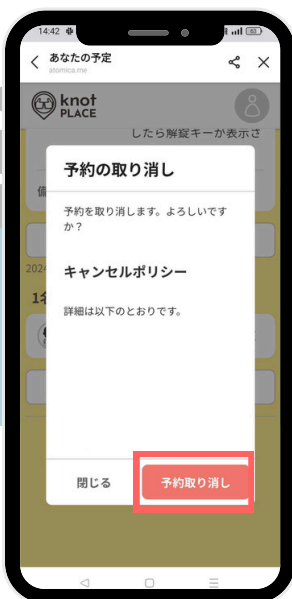 14:42
あなたの予定
atomica.me
knot
PLACE
したら解錠キーが表示さ
予約の取り消し
備
予約を取り消します。よろしいです
か？
2024
キャンセルポリシー
1名
詳細は以下のとおりです。
閉じる
予約取り消し